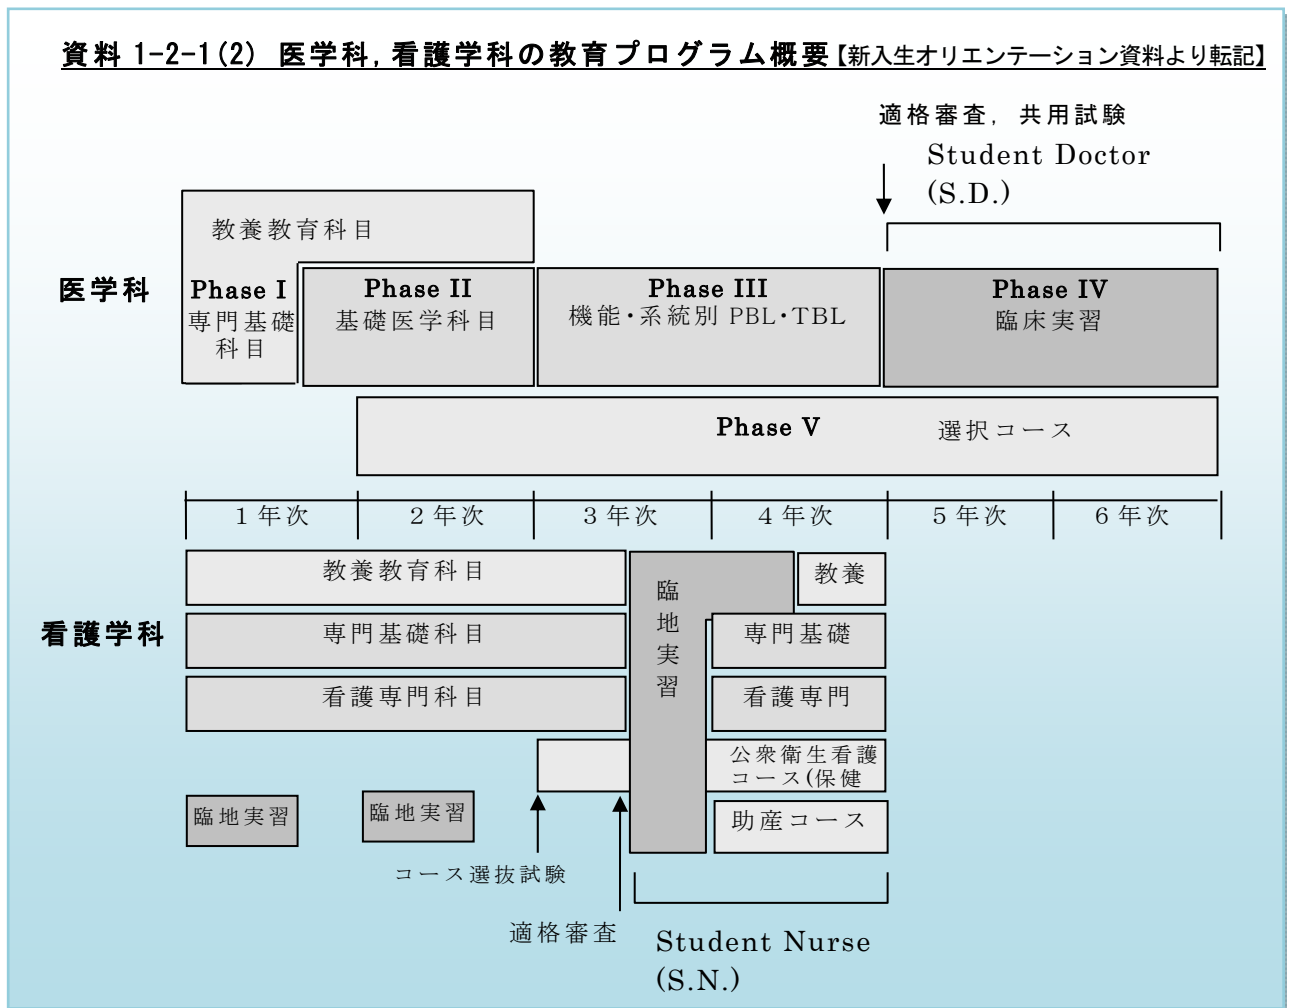 資料 1-2-1(2) 医学科,看護学科の教育プログラム概要【新入生オリエンテーション資料より転記】
適格審査, 共用試験
Student Doctor
(S.D.)
医学科
教養教育科目
Phase I
専門基礎
科目
Phase II
基礎医学科目
Phase III
機能・系統別 PBL・TBL
Phase IV
臨床実習
Phase V 選択コース
1年次 2年次 3年次 4年次 5年次 6年次
看護学科
教養教育科目
専門基礎科目
看護専門科目
臨
地
実
習
教養
専門基礎
看護専門
公衆衛生看護
コース(保健
助産コース
臨地実習
臨地実習
コース選抜試験
適格審査
Student Nurse
(S.N.)